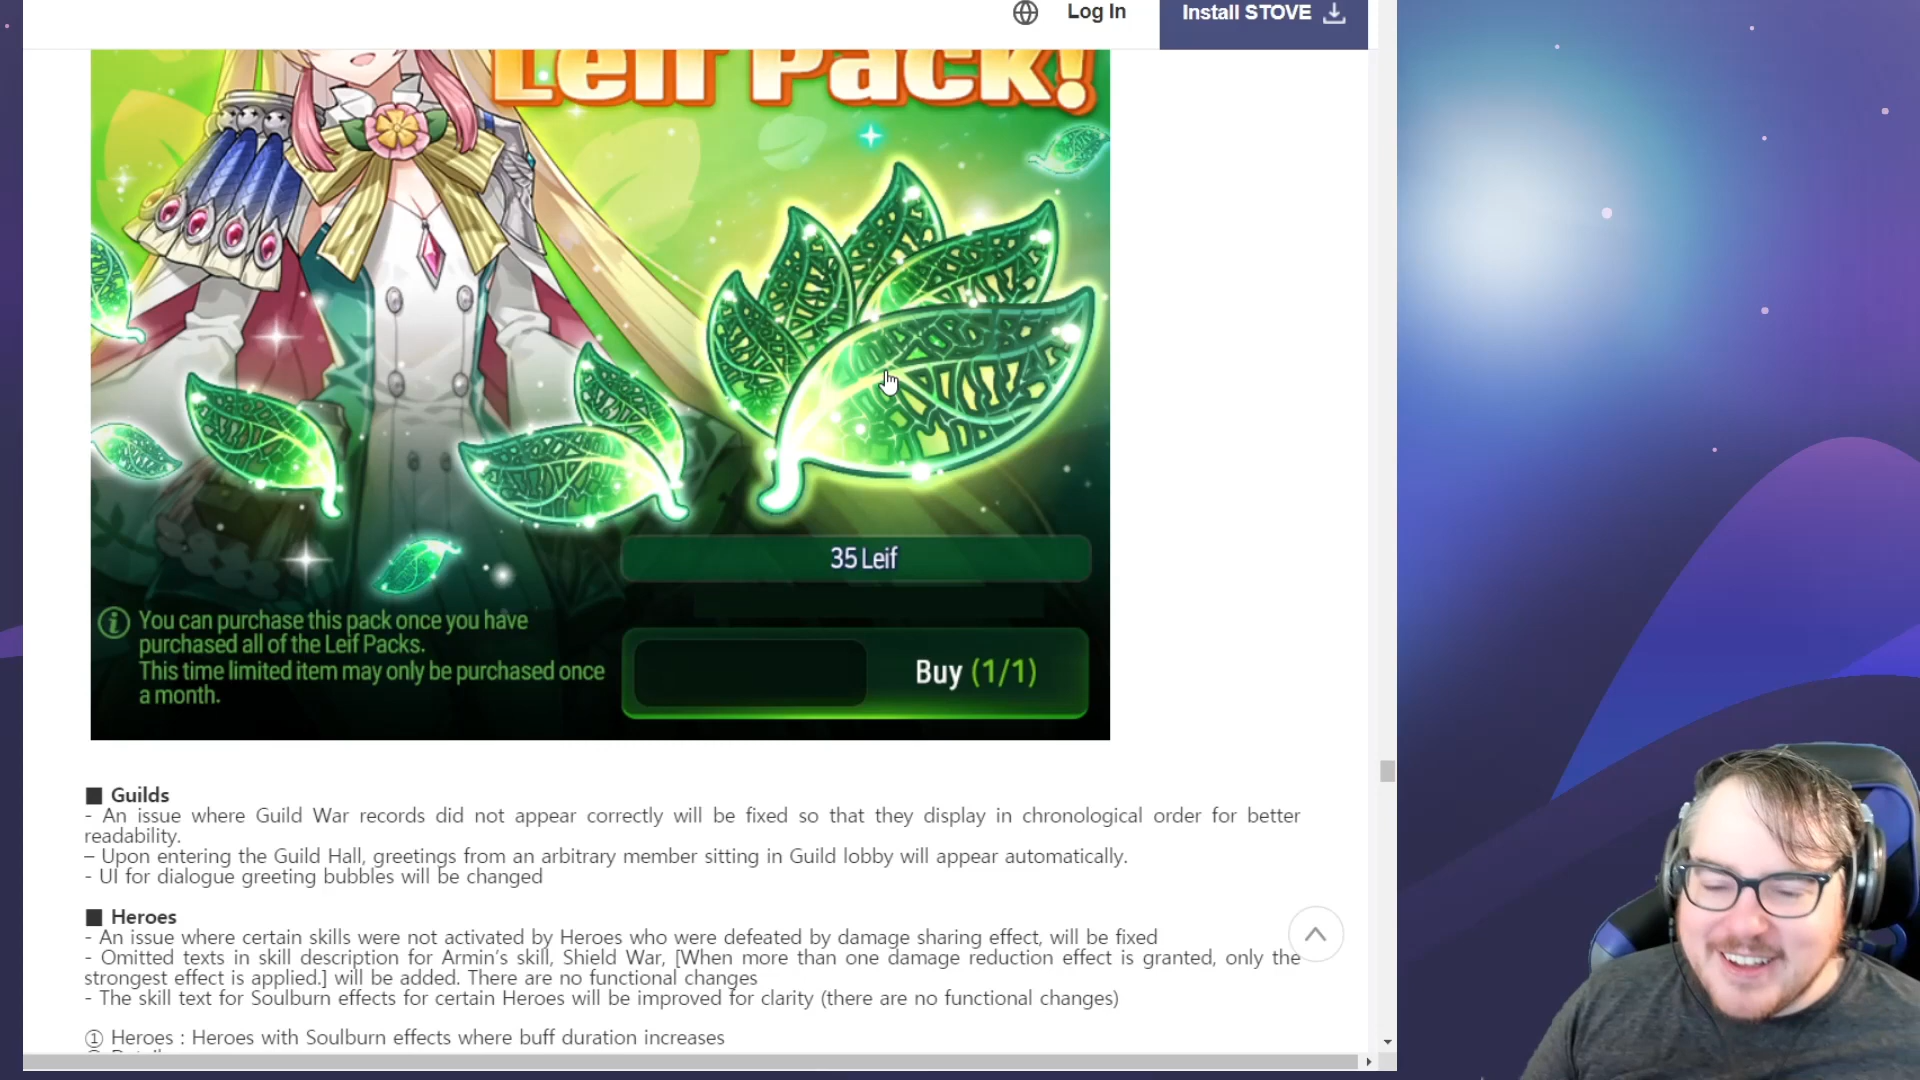 Log In
Install STOVE
Leif Pack!
35 Leif
You can purchase this pack once you have
purchased all of the Leif Packs.
This time limited item may only be purchased once
a month.
Buy (1/1)
■ Guilds
- An issue where Guild War records did not appear correctly will be fixed so that they display in chronological order for better
readability.
– Upon entering the Guild Hall, greetings from an arbitrary member sitting in Guild lobby will appear automatically.
- UI for dialogue greeting bubbles will be changed
■ Heroes
- An issue where certain skills were not activated by Heroes who were defeated by damage sharing effect, will be fixed
- Omitted texts in skill description for Armin's skill, Shield War, [When more than one damage reduction effect is granted, only the
strongest effect is applied.] will be added. There are no functional changes
- The skill text for Soulburn effects for certain Heroes will be improved for clarity (there are no functional changes)
① Heroes : Heroes with Soulburn effects where buff duration increases